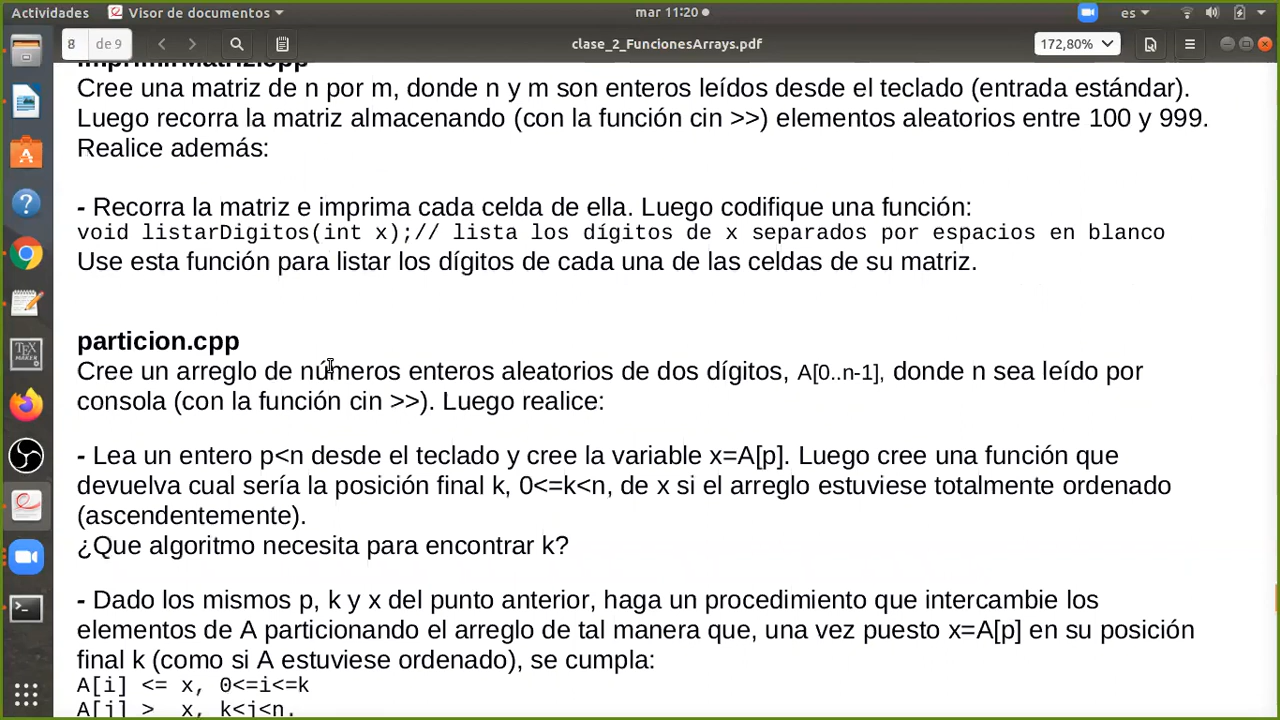 Actividades Visor de documentos mar 11:20 es
8 de 9 clase_2_FuncionesArrays.pdf 172,80%
imprimirMatriz.cpp
Cree una matriz de n por m, donde n y m son enteros leídos desde el teclado (entrada estándar).
Luego recorra la matriz almacenando (con la función cin >>) elementos aleatorios entre 100 y 999.
Realice además:
- Recorra la matriz e imprima cada celda de ella. Luego codifique una función:
void listarDigitos(int x);// lista los dígitos de x separados por espacios en blanco
Use esta función para listar los dígitos de cada una de las celdas de su matriz.
particion.cpp
Cree un arreglo de números enteros aleatorios de dos dígitos, A[0..n-1], donde n sea leído por
consola (con la función cin >>). Luego realice:
- Lea un entero p<n desde el teclado y cree la variable x=A[p]. Luego cree una función que
devuelva cual sería la posición final k, 0<=k<n, de x si el arreglo estuviese totalmente ordenado
(ascendentemente).
¿Que algoritmo necesita para encontrar k?
- Dado los mismos p, k y x del punto anterior, haga un procedimiento que intercambie los
elementos de A particionando el arreglo de tal manera que, una vez puesto x=A[p] en su posición
final k (como si A estuviese ordenado), se cumpla:
A[i] <= x, 0<=i<=k
A[j] > x, k<j<n.